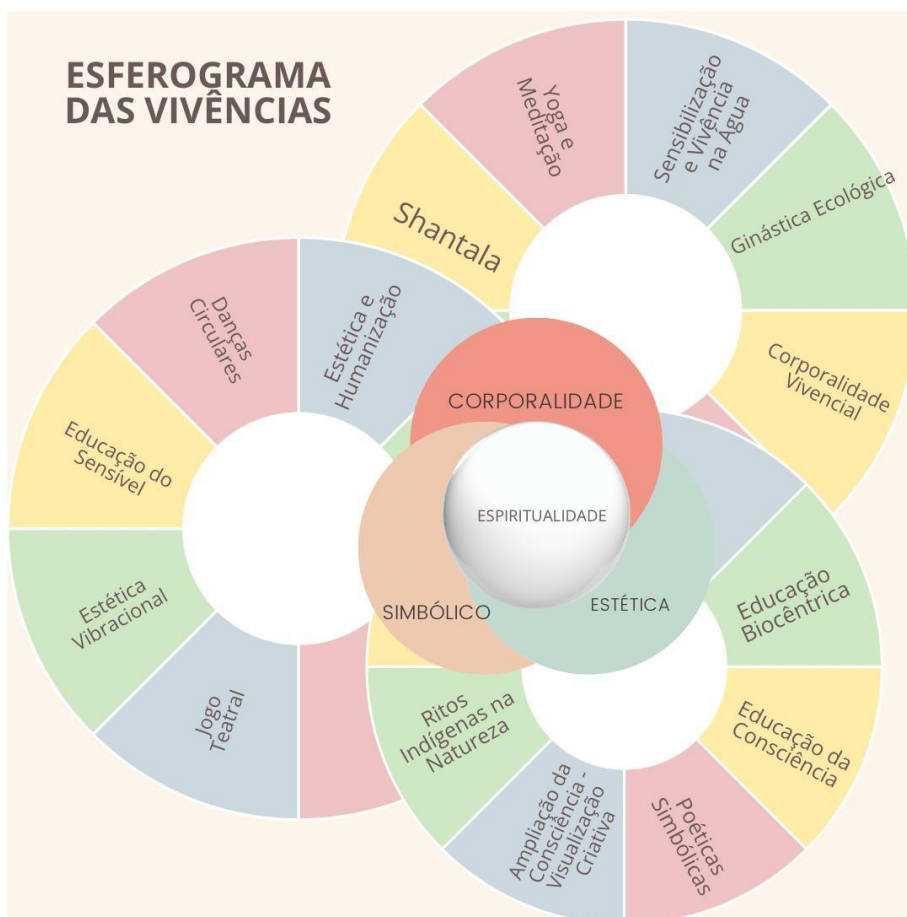 ESFEROGRAMA
DAS VIVÊNCIAS
Yoga e
Meditação
Sensibilização
e Vivência
na Água
Ginástica Ecológica
Corporalidade
Vivencial
Shantala
Danças
Circulares
Estética e
Humanização
Educação do
Sensível
Estética
Vibracional
Jogo
Teatral
CORPORALIDADE
ESPIRITUALIDADE
SIMBÓLICO
ESTÉTICA
Educação
Biocêntrica
Educação da
Consciência
Poéticas
Simbólicas
Ampliação da
Consciência -
Visualização
Criativa
Ritos
Indígenas na
Natureza